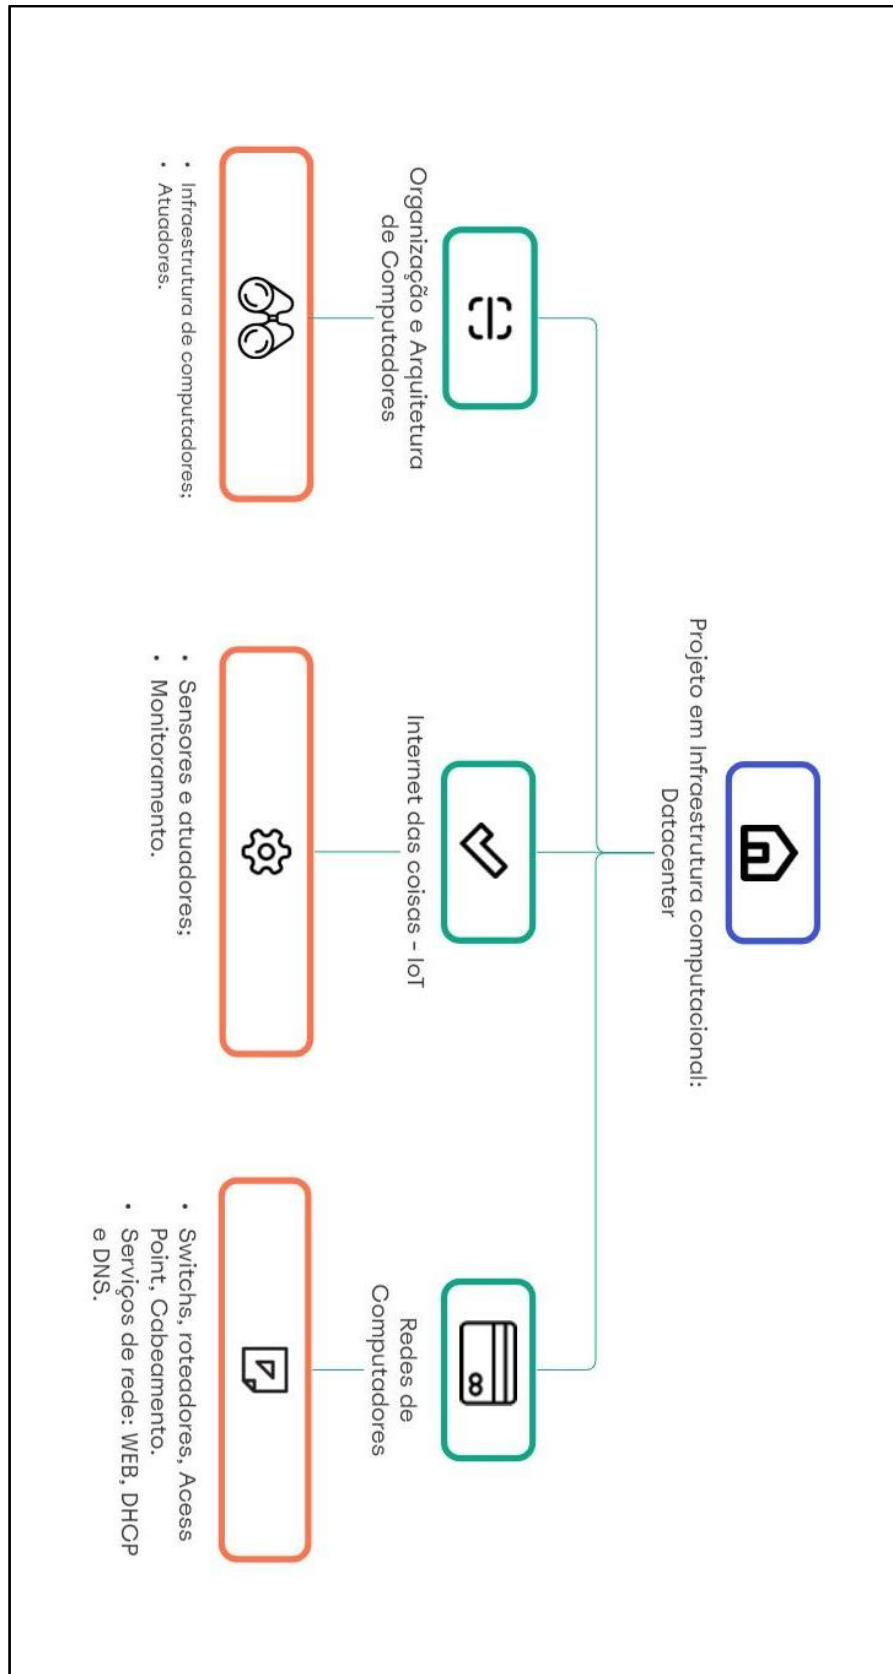 Projeto em Infraestrutura computacional:
Datacenter
Organização e Arquitetura
de Computadores
• Infraestrutura de computadores;
• Atuadores.
Internet das coisas - IoT
• Sensores e atuadores;
• Monitoramento.
Redes de
Computadores
• Switchs, roteadores, Acess
Point, Cabeamento.
• Serviços de rede: WEB, DHCP
e DNS.